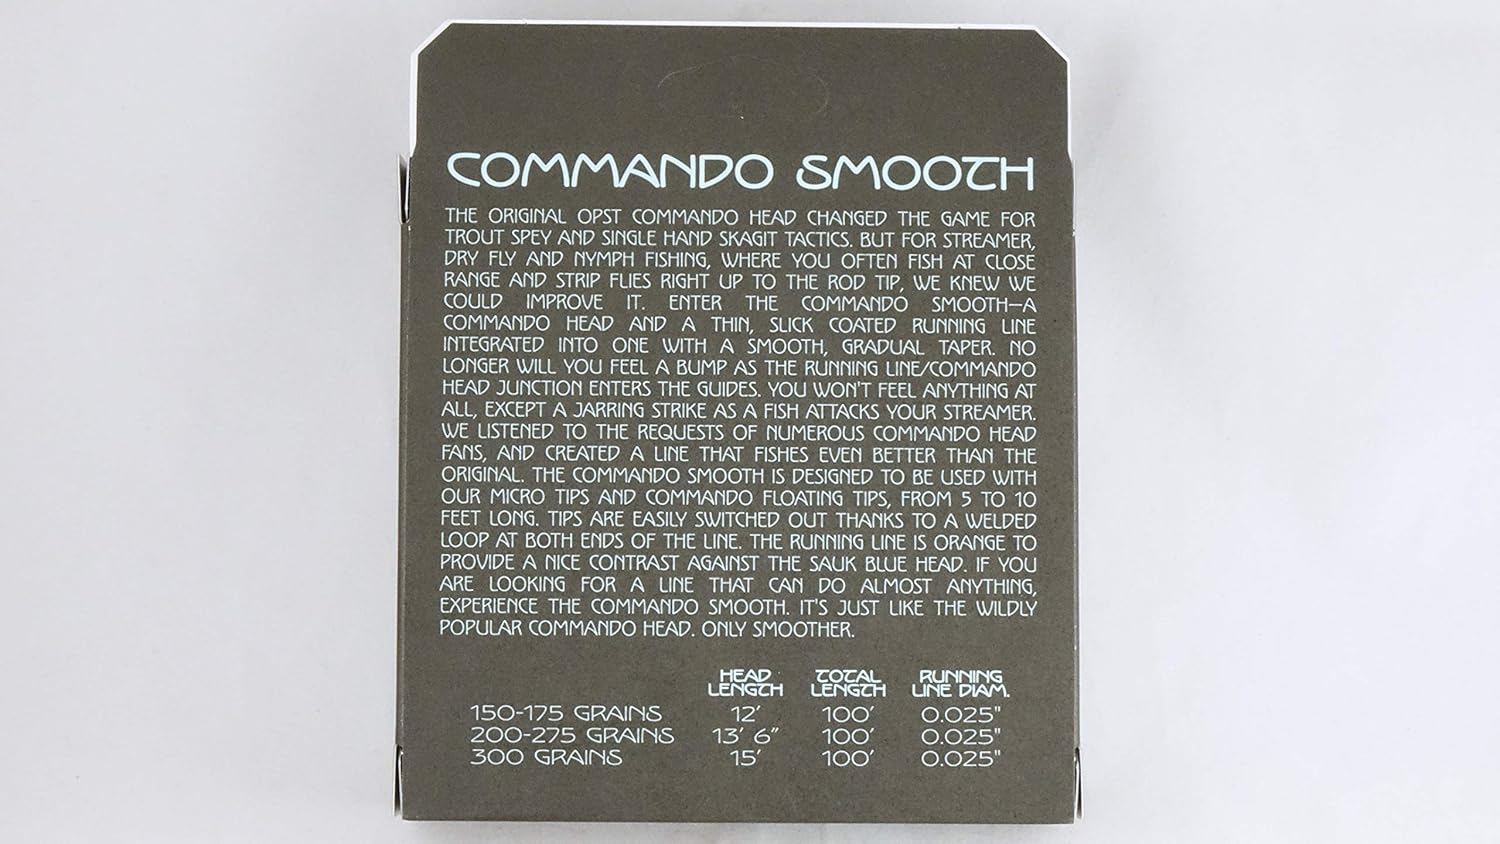 COMMANDO SMOOTH
THE ORIGINAL OPST COMMANDO HEAD CHANGED THE GAME FOR
TROUT SPEY AND SINGLE HAND SKAGIT TACTICS. BUT FOR STREAMER,
DRY FLY AND NYMPH FISHING, WHERE YOU OFTEN FISH AT CLOSE
RANGE AND STRIP FLIES RIGHT UP TO THE ROD TIP, WE KNEW WE
COULD IMPROVE IT. ENTER THE COMMANDO SMOOTH—A
COMMANDO HEAD AND A THIN, SLICK COATED RUNNING LINE
INTEGRATED INTO ONE WITH A SMOOTH, GRADUAL TAPER. NO
LONGER WILL YOU FEEL A BUMP AS THE RUNNING LINE/COMMANDO
HEAD JUNCTION ENTERS THE GUIDES. YOU WON'T FEEL ANYTHING AT
ALL, EXCEPT A JARRING STRIKE AS A FISH ATTACKS YOUR STREAMER.
WE LISTENED TO THE REQUESTS OF NUMEROUS COMMANDO HEAD
FANS, AND CREATED A LINE THAT FISHES EVEN BETTER THAN THE
ORIGINAL. THE COMMANDO SMOOTH IS DESIGNED TO BE USED WITH
OUR MICRO TIPS AND COMMANDO FLOATING TIPS, FROM 5 TO 10
FEET LONG. TIPS ARE EASILY SWITCHED OUT THANKS TO A WELDED
LOOP AT BOTH ENDS OF THE LINE. THE RUNNING LINE IS ORANGE TO
PROVIDE A NICE CONTRAST AGAINST THE SAUK BLUE HEAD. IF YOU
ARE LOOKING FOR A LINE THAT CAN DO ALMOST ANYTHING,
EXPERIENCE THE COMMANDO SMOOTH. IT'S JUST LIKE THE WILDLY
POPULAR COMMANDO HEAD. ONLY SMOOTHER.
HEAD TOTAL RUNNING
LENGTH LENGTH LINE DIAM.
150-175 GRAINS 12' 100' 0.025"
200-275 GRAINS 13' 6" 100' 0.025"
300 GRAINS 15' 100' 0.025"